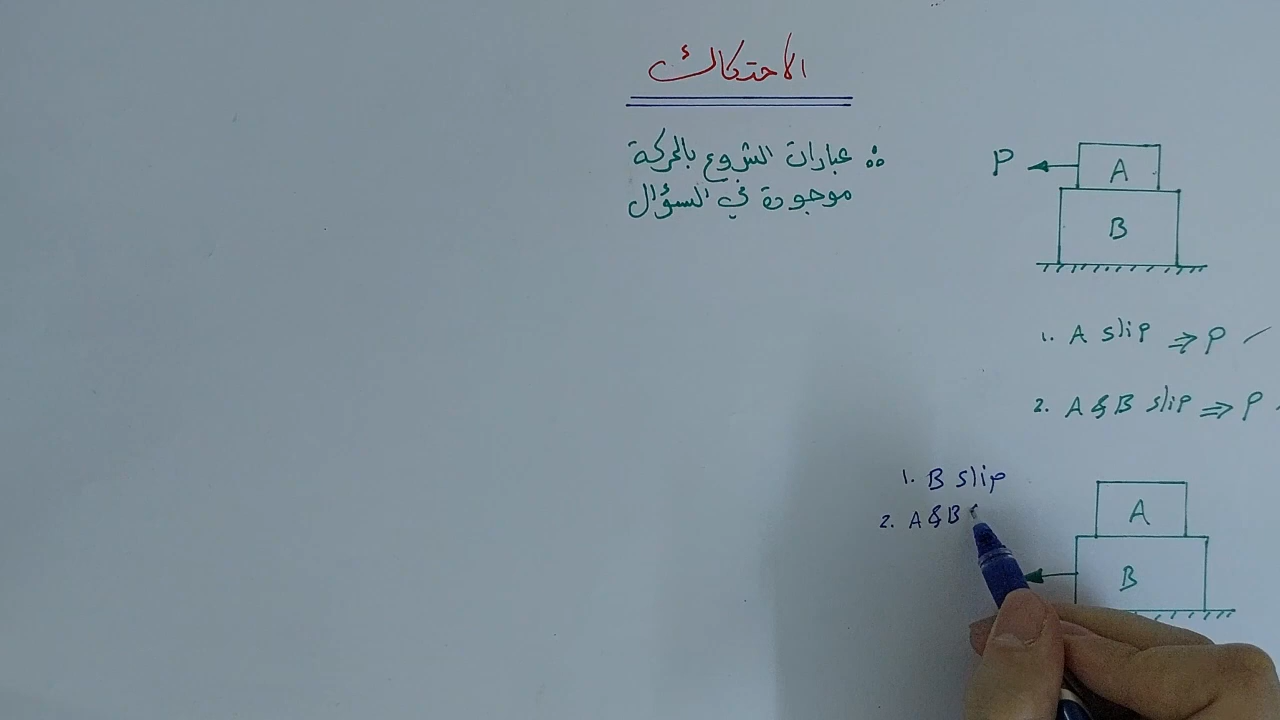 الاحتكاك
∴ عبارات الشروع بالحركة
موجودة في السؤال
P
A
B
1. A slip ⇒ P
2. A & B slip ⇒ P
1. B slip
2. A & B s
A
B